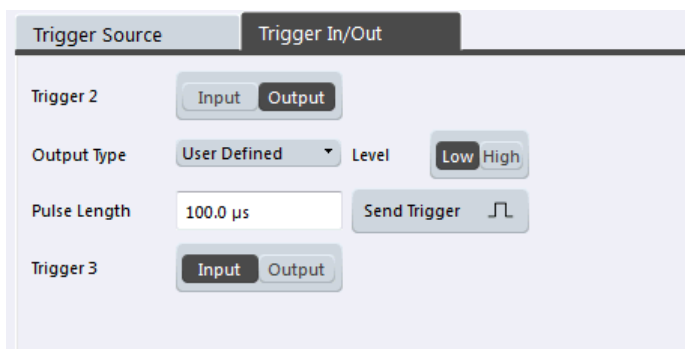 Trigger Source Trigger In/Out
Trigger 2 Input Output
Output Type User Defined Level Low High
Pulse Length 100.0 µs Send Trigger
Trigger 3 Input Output